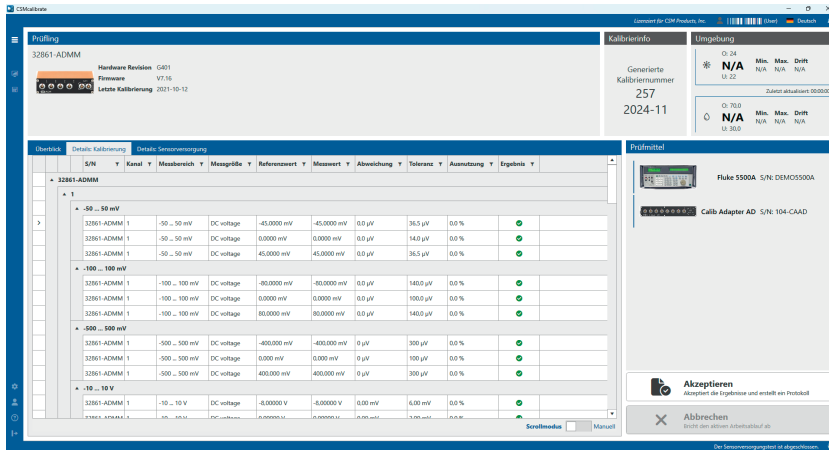 CSMcalibrate
Lizenziert für CSM Products, Inc.
(User)
Deutsch
Prüfling
32861-ADMM
Hardware Revision G401
Firmware V7.16
Letzte Kalibrierung 2021-10-12
Kalibrierinfo
Generierte
Kalibriernummer
257
2024-11
Umgebung
O: 24
N/A
U: 22
Min. Max. Drift
N/A N/A N/A
Zuletzt aktualisiert: 00:00:00
O: 70.0
N/A
U: 30.0
Min. Max. Drift
N/A N/A N/A
Überblick Details: Kalibrierung Details: Sensorversorgung
S/N Kanal Messbereich Messgröße Referenzwert Messwert Abweichung Toleranz Ausnutzung Ergebnis
32861-ADMM
1
-50 ... 50 mV
32861-ADMM 1 -50 ... 50 mV DC voltage -45,0000 mV -45,0000 mV 0,0 µV 36.5 µV 0.0 %
32861-ADMM 1 -50 ... 50 mV DC voltage 0,0000 mV 0,0000 mV 0,0 µV 14.0 µV 0.0 %
32861-ADMM 1 -50 ... 50 mV DC voltage 45,0000 mV 45,0000 mV 0,0 µV 36.5 µV 0.0 %
-100 ... 100 mV
32861-ADMM 1 -100 ... 100 mV DC voltage -80,0000 mV -80,0000 mV 0,0 µV 140,0 µV 0.0 %
32861-ADMM 1 -100 ... 100 mV DC voltage 0,0000 mV 0,0000 mV 0,0 µV 100,0 µV 0.0 %
32861-ADMM 1 -100 ... 100 mV DC voltage 80,0000 mV 80,0000 mV 0,0 µV 140,0 µV 0.0 %
-500 ... 500 mV
32861-ADMM 1 -500 ... 500 mV DC voltage -400,000 mV -400,000 mV 0 µV 300 µV 0.0 %
32861-ADMM 1 -500 ... 500 mV DC voltage 0,000 mV 0,000 mV 0 µV 100 µV 0.0 %
32861-ADMM 1 -500 ... 500 mV DC voltage 400,000 mV 400,000 mV 0 µV 300 µV 0.0 %
-10 ... 10 V
32861-ADMM 1 -10 ... 10 V DC voltage -8,00000 V -8,00000 V 0,00 mV 6.00 mV 0.0 %
Scrollmodus Manuell
Prüfmittel
Fluke 5500A S/N: DEMO5500A
Calib Adapter AD S/N: 104-CAAD
Akzeptieren
Akzeptiert die Ergebnisse und erstellt ein Protokoll
Abbrechen
Bricht den aktiven Arbeitsablauf ab
Der Sensorversorgungstest ist abgeschlossen.